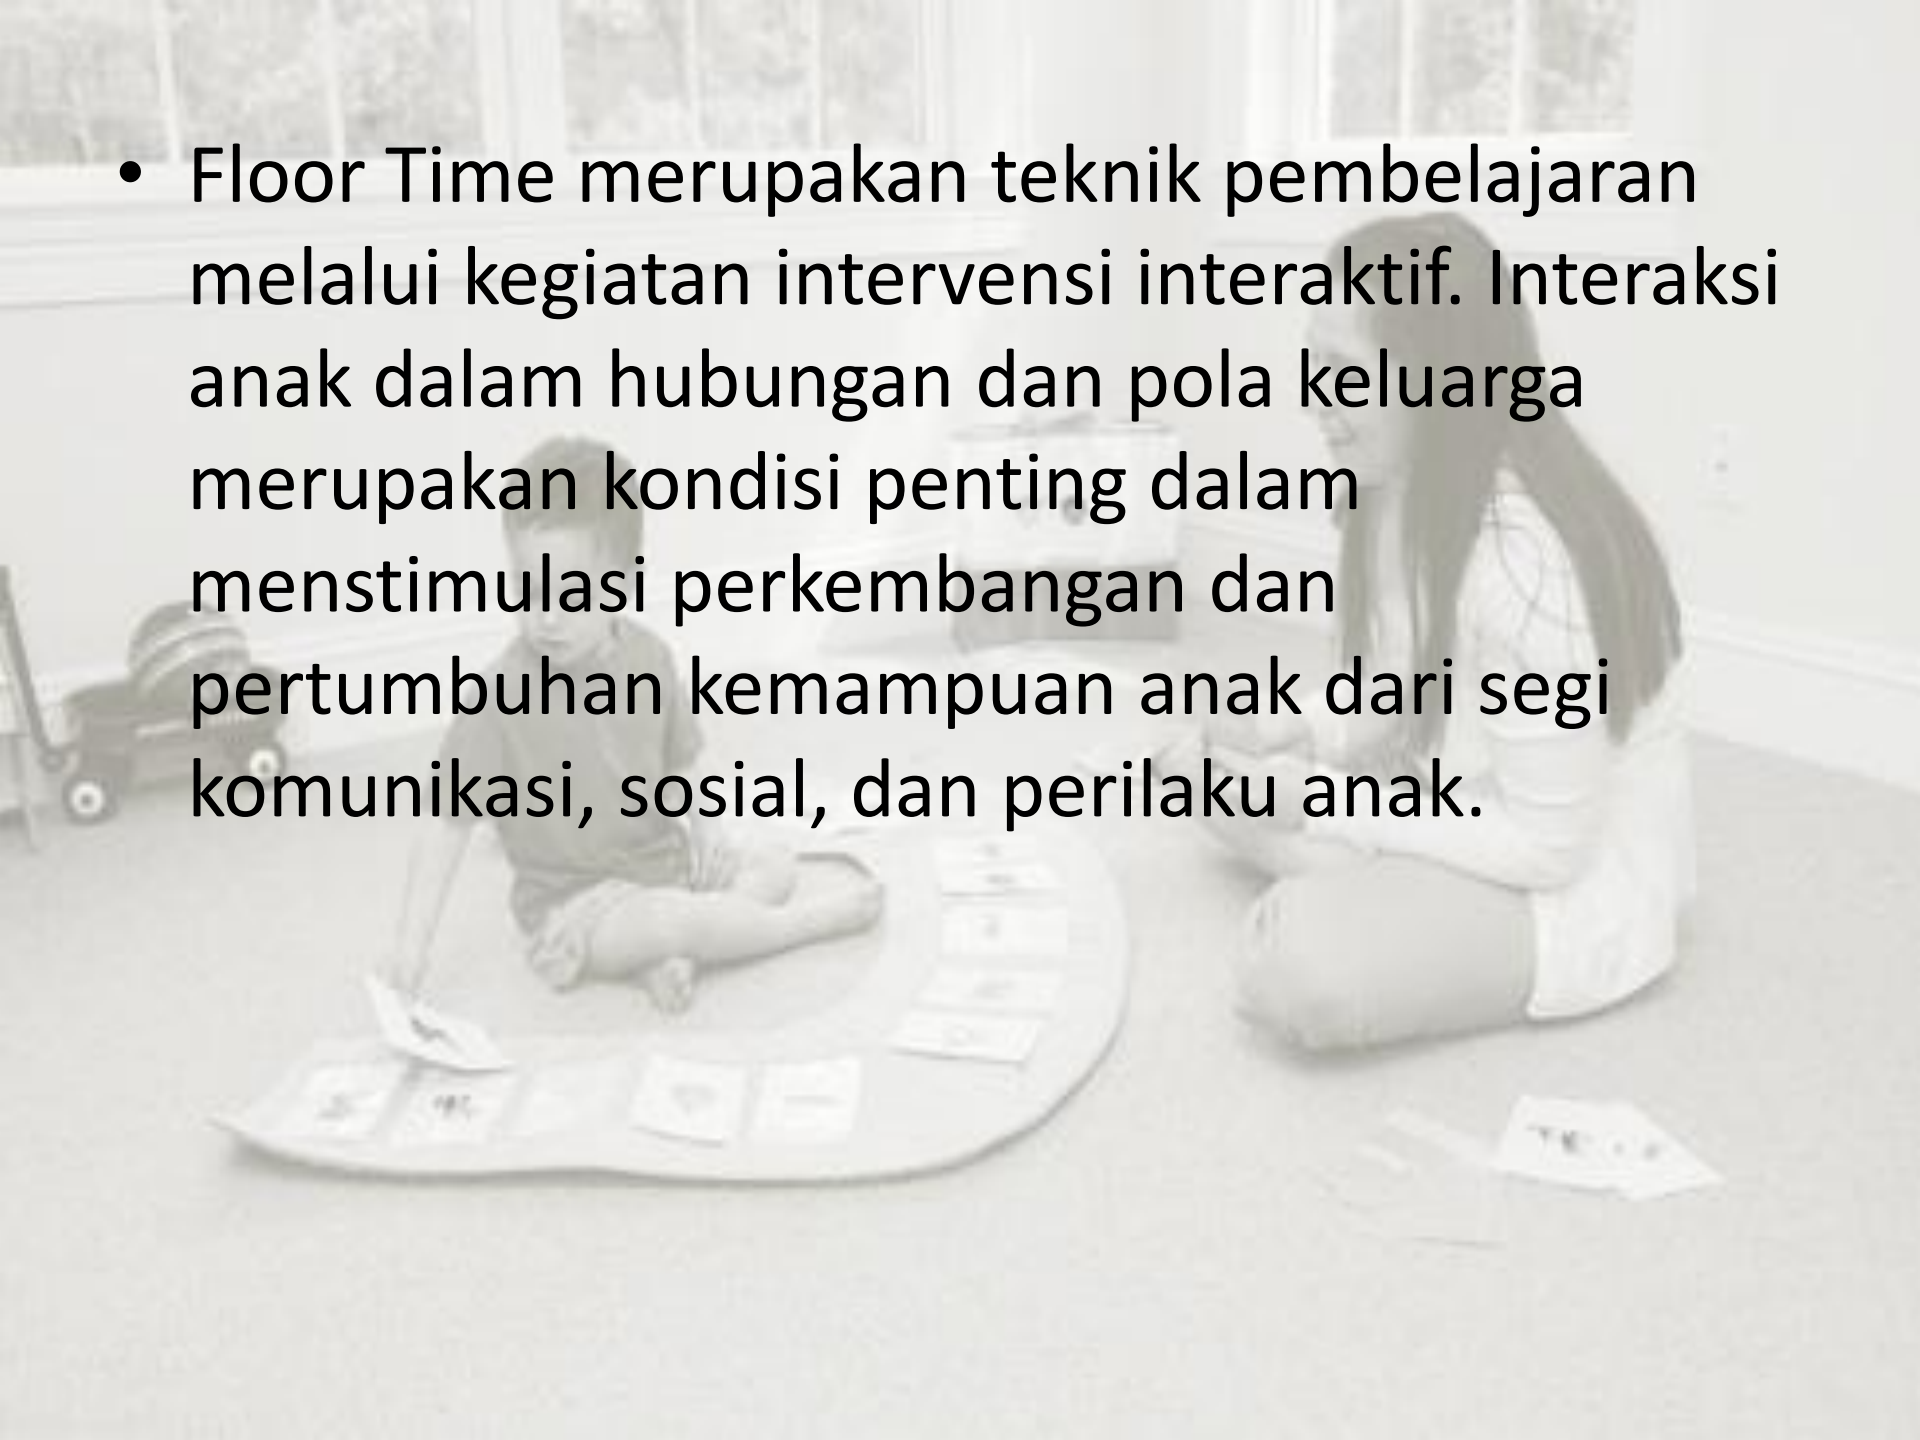 • Floor Time merupakan teknik pembelajaran
melalui kegiatan intervensi interaktif. Interaksi
anak dalam hubungan dan pola keluarga
merupakan kondisi penting dalam
menstimulasi perkembangan dan
pertumbuhan kemampuan anak dari segi
komunikasi, sosial, dan perilaku anak.